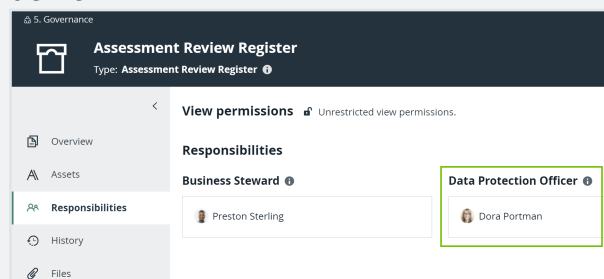 5. Governance
Assessment Review Register
Type: Assessment Review Register
View permissions Unrestricted view permissions.
Overview
Assets
Responsibilities
History
Files
Responsibilities
Business Steward
Preston Sterling
Data Protection Officer
Dora Portman